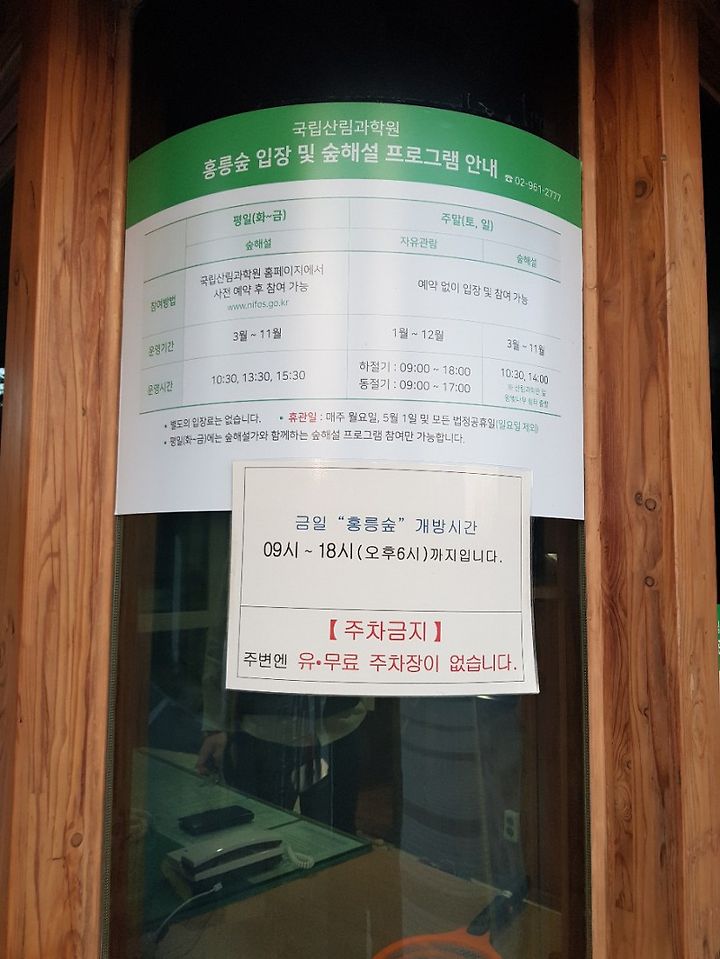 국립산림과학원
홍릉숲 입장 및 숲해설 프로그램 안내 ☎ 02-961-2777
평일(화~금) 주말(토, 일)
숲해설 자유관람 숲해설
참여방법 국립산림과학원 홈페이지에서 사전 예약 후 참여 가능 www.nifos.go.kr 예약 없이 입장 및 참여 가능
운영기간 3월 ~ 11월 1월 ~ 12월 3월 ~ 11월
운영시간 10:30, 13:30, 15:30 하절기 : 09:00 ~ 18:00 동절기 : 09:00 ~ 17:00 10:30, 14:00
※ 산림과학관 앞
출발
• 별도의 입장료는 없습니다. • 휴관일 : 매주 월요일, 5월 1일 및 모든 법정공휴일(일요일 제외)
• 평일(화~금)에는 숲해설가와 함께하는 숲해설 프로그램 참여만 가능합니다.
금일 “홍릉숲” 개방시간
09시 ~ 18시(오후6시)까지입니다.
【 주차금지 】
주변엔 유•무료 주차장이 없습니다.